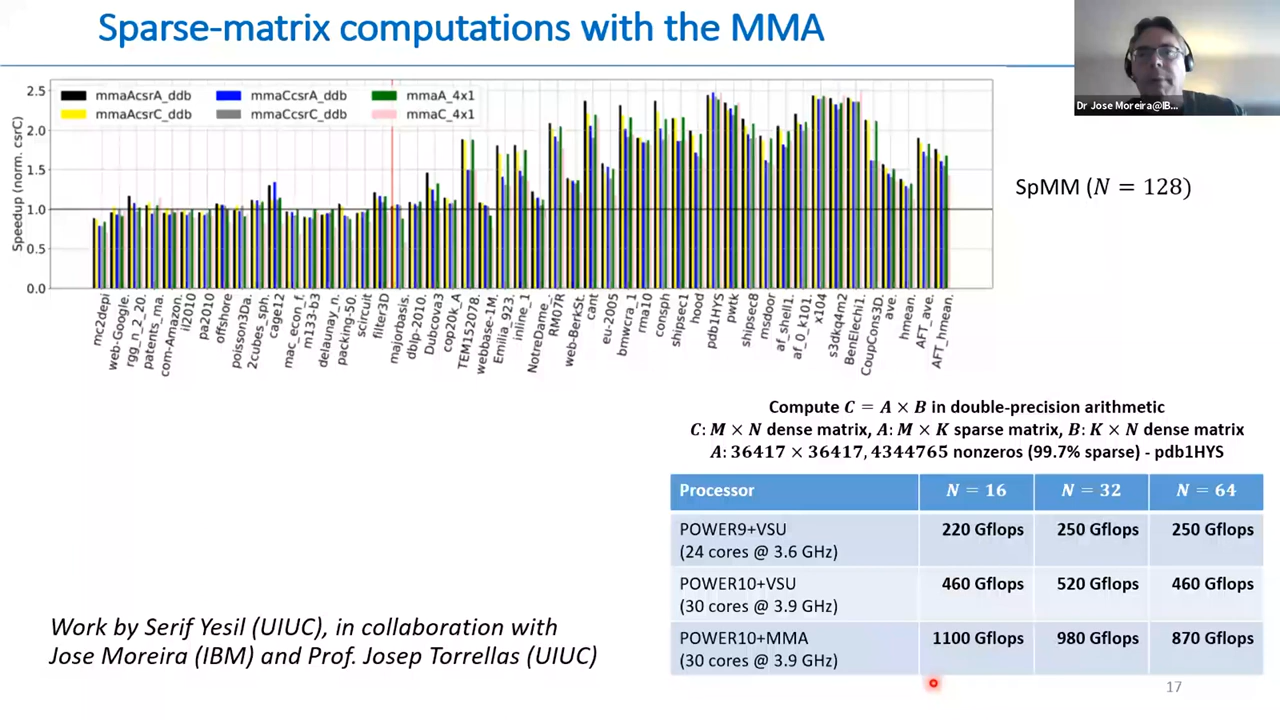 Sparse-matrix computations with the MMA
Dr Jose Moreira@IB...
Speedup (norm. csrC)
2.5
2.0
1.5
1.0
0.5
0.0
mmaAcsrA_ddb
mmaCcsrA_ddb
mmaA_4x1
mmaAcsrC_ddb
mmaCcsrC_ddb
mmaC_4x1
mc2depi
web-Google.
rgg_n_2_20.
patents_ma.
com-Amazon.
il2010
pa2010
offshore
poisson3Da.
2cubes_sph.
cage12
mac_econ_f.
m133-b3
delaunay_n.
packing-50.
scircuit
filter3D
majorbasis.
dblp-2010.
Dubcova3
cop20k_A
TEM152078.
webbase-1M.
Emilia_923.
inline_1
NotreDame_.
RM07R
web-BerkSt.
cant
eu-2005
bmwcra_1
rma10
consph
shipsec1
hood
pdb1HYS
pwtk
shipsec8
msdoor
af_shell1.
af_0_k101.
x104
s3dkq4m2
BenElechi1.
CoupCons3D.
ave.
hmean.
AFT_ave.
AFT_hmean.
SpMM (N = 128)
Compute C = A × B in double-precision arithmetic
C: M × N dense matrix, A: M × K sparse matrix, B: K × N dense matrix
A: 36417 × 36417, 4344765 nonzeros (99.7% sparse) - pdb1HYS
Processor N = 16 N = 32 N = 64
POWER9+VSU 220 Gflops 250 Gflops 250 Gflops
(24 cores @ 3.6 GHz)
POWER10+VSU 460 Gflops 520 Gflops 460 Gflops
(30 cores @ 3.9 GHz)
POWER10+MMA 1100 Gflops 980 Gflops 870 Gflops
(30 cores @ 3.9 GHz)
Work by Serif Yesil (UIUC), in collaboration with
Jose Moreira (IBM) and Prof. Josep Torrellas (UIUC)
17